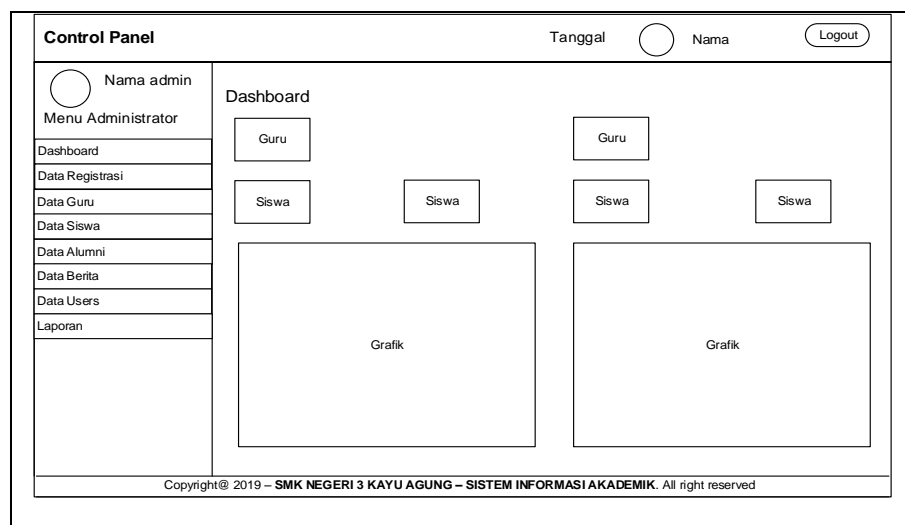 Control Panel
Tanggal
Nama
Logout
Nama admin
Menu Administrator
Dashboard
Data Registrasi
Data Guru
Data Siswa
Data Alumni
Data Berita
Data Users
Laporan
Dashboard
Guru
Guru
Siswa
Siswa
Siswa
Siswa
Grafik
Grafik
Copyright@ 2019 – SMK NEGERI 3 KAYU AGUNG – SISTEM INFORMASI AKADEMIK. All right reserved